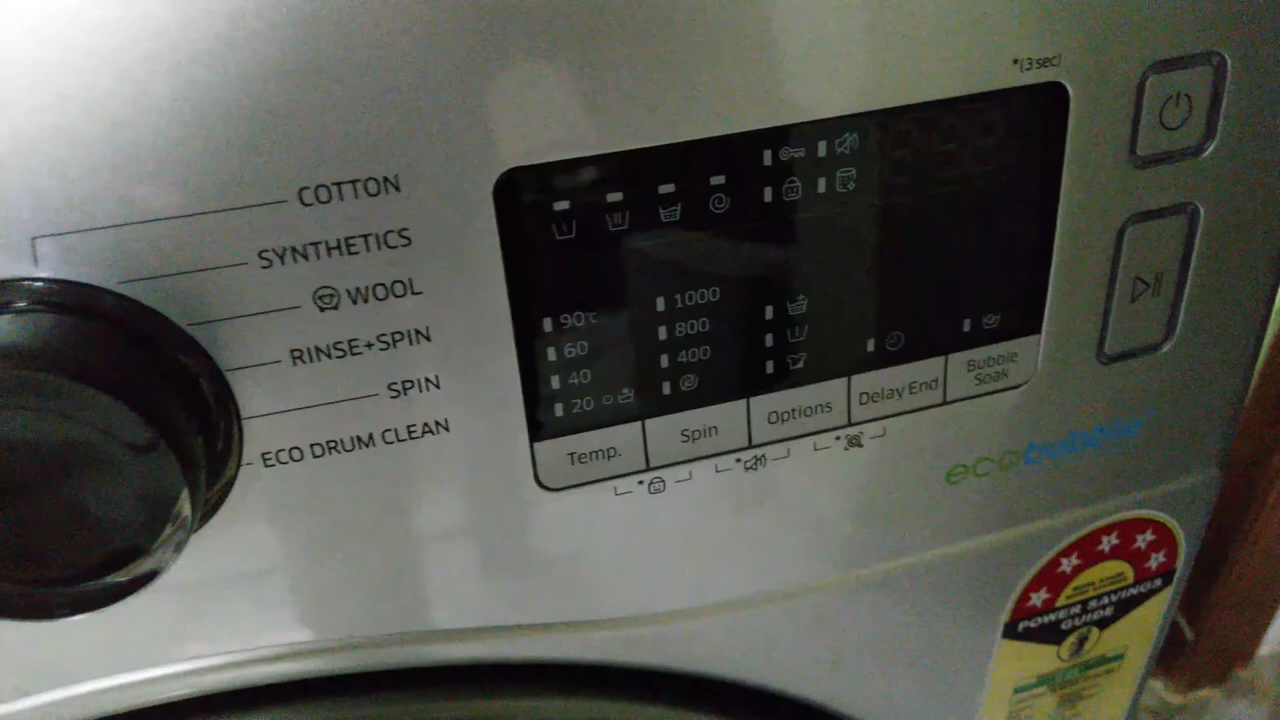 *(3 sec)
COTTON
SYNTHETICS
WOOL
RINSE+SPIN
SPIN
ECO DRUM CLEAN
90℃
60
40
20
1000
800
400
Temp.
Spin
Options
Delay End
Bubble
Soak
ecobubble
POWER SAVINGS
GUIDE